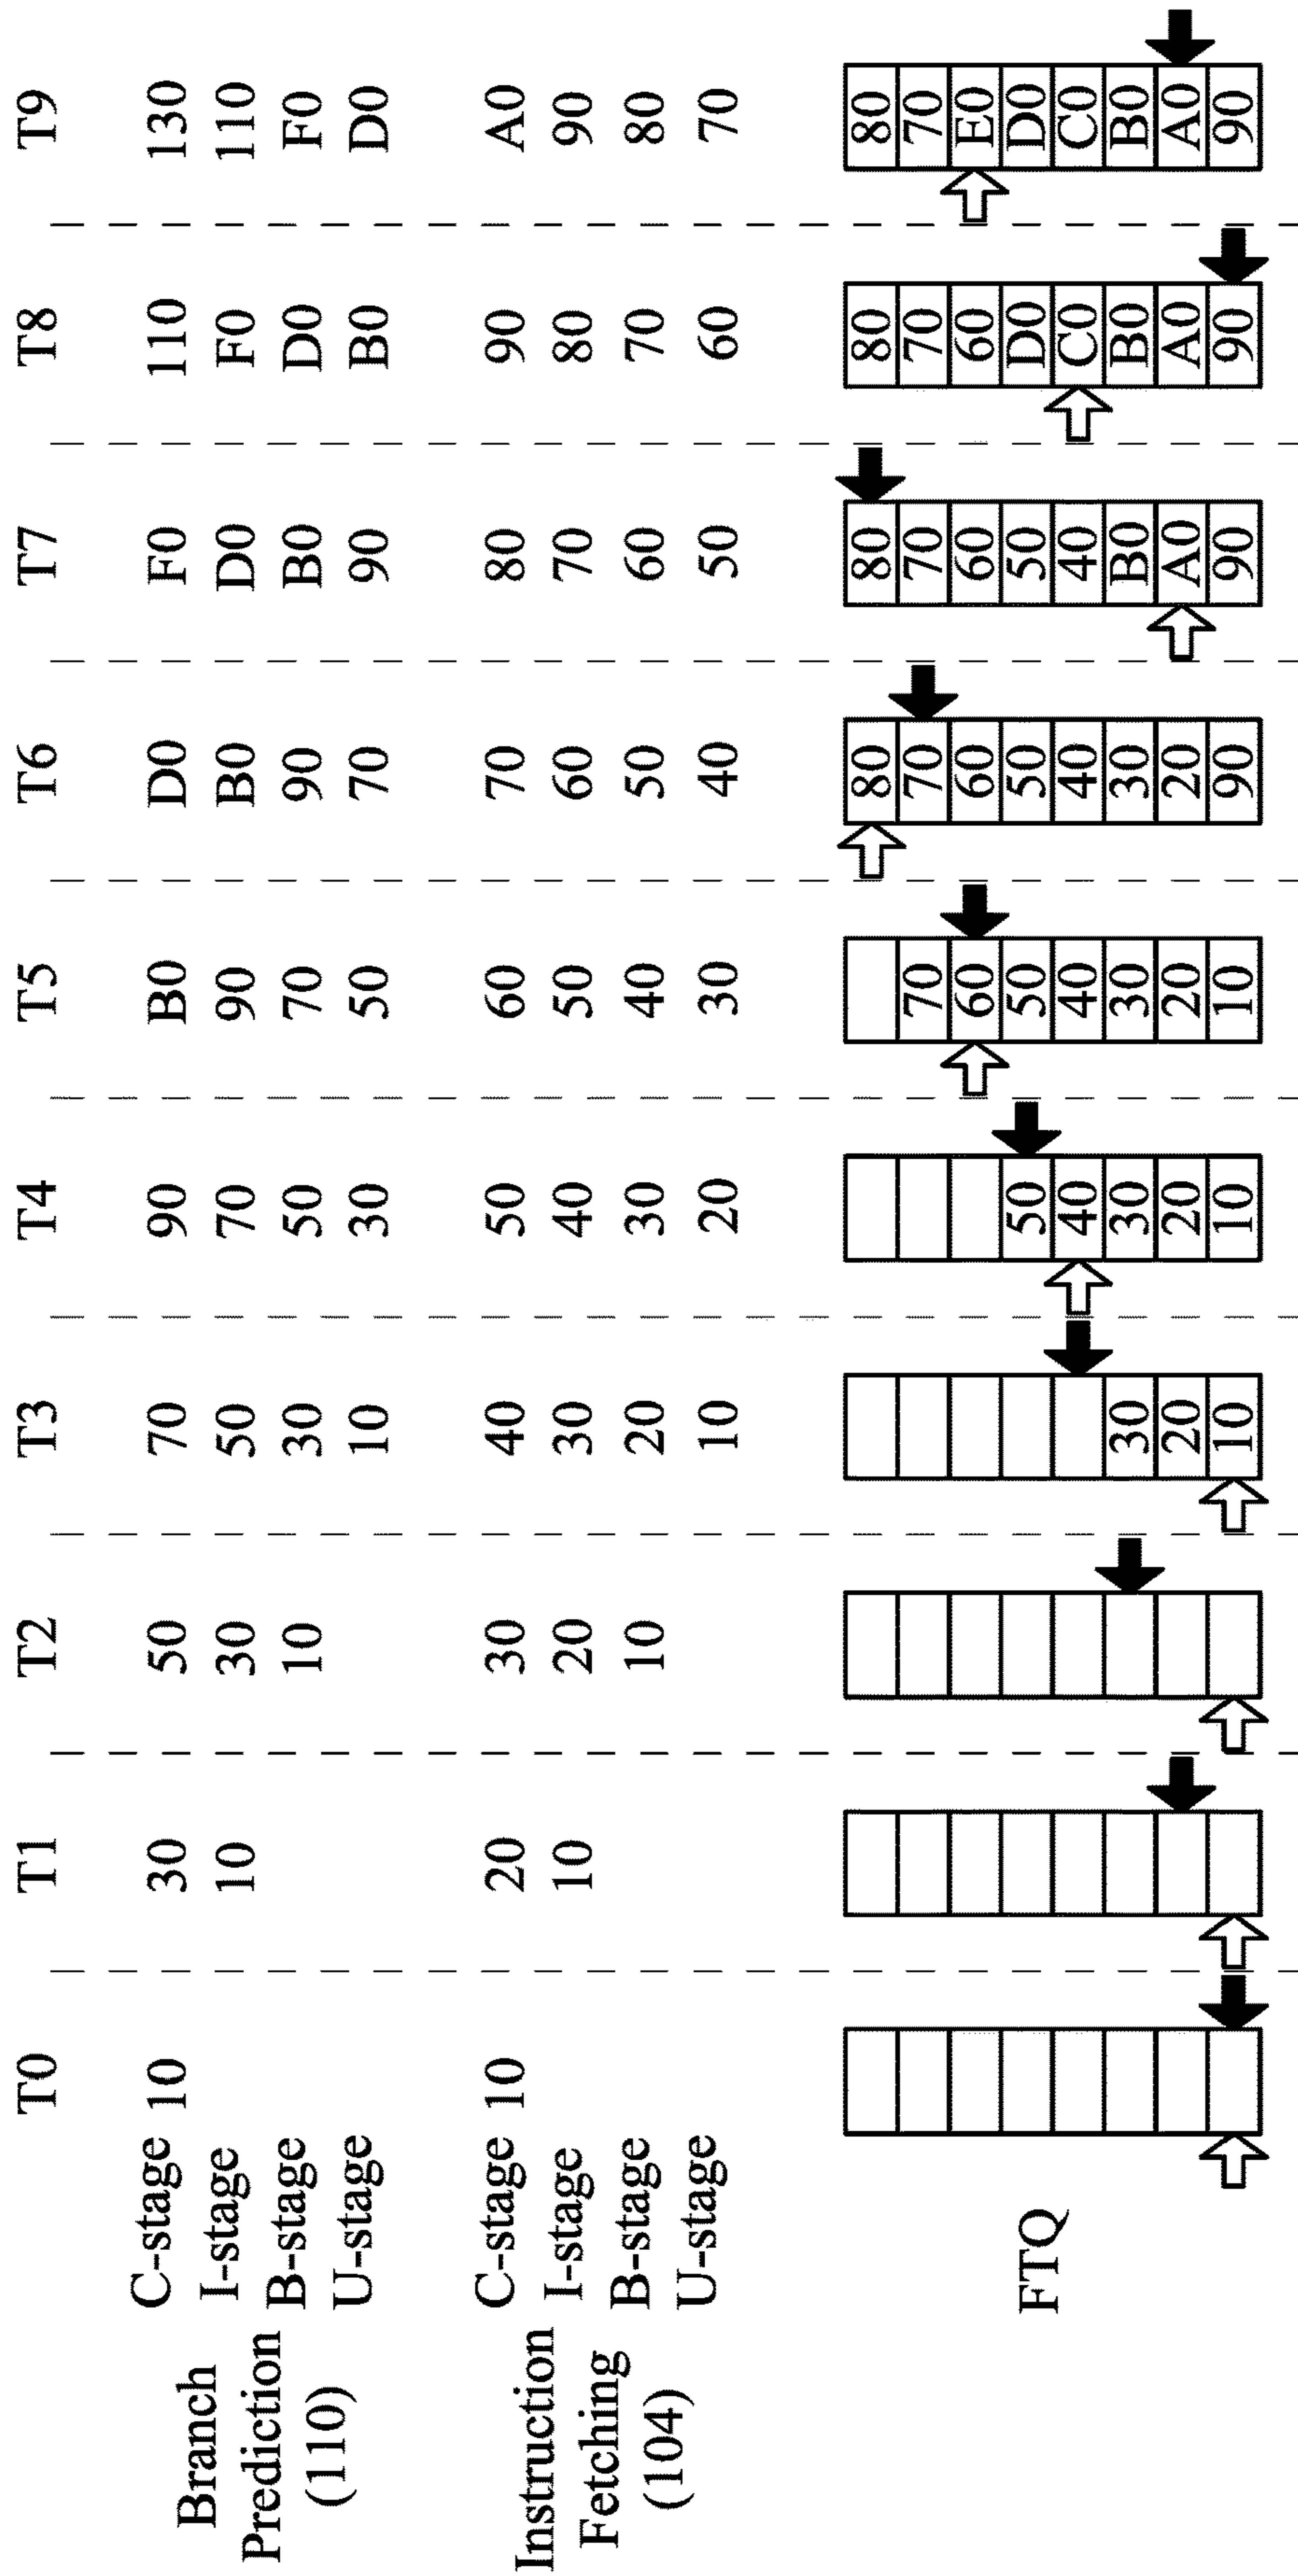 T0 T1 T2 T3 T4 T5 T6 T7 T8 T9
Branch Prediction (110)
C-stage 10 30 50 70 90 B0 D0 F0 110 130
I-stage 10 30 50 70 90 B0 D0 F0 110
B-stage 10 30 50 70 90 B0 D0 F0
U-stage 10 30 50 70 90 B0 D0
Instruction Fetching (104)
C-stage 10 20 30 40 50 60 70 80 90 A0
I-stage 10 20 30 40 50 60 70 80 90
B-stage 10 20 30 40 50 60 70 80
U-stage 10 20 30 40 50 60 70
FTQ
80 80 80 80
70 70 70 70 70
60 60 60 60 E0
50 50 50 50 D0 D0
40 40 40 40 C0 C0
30 30 30 30 B0 B0 B0
20 20 20 20 A0 A0 A0
10 10 10 90 90 90 90